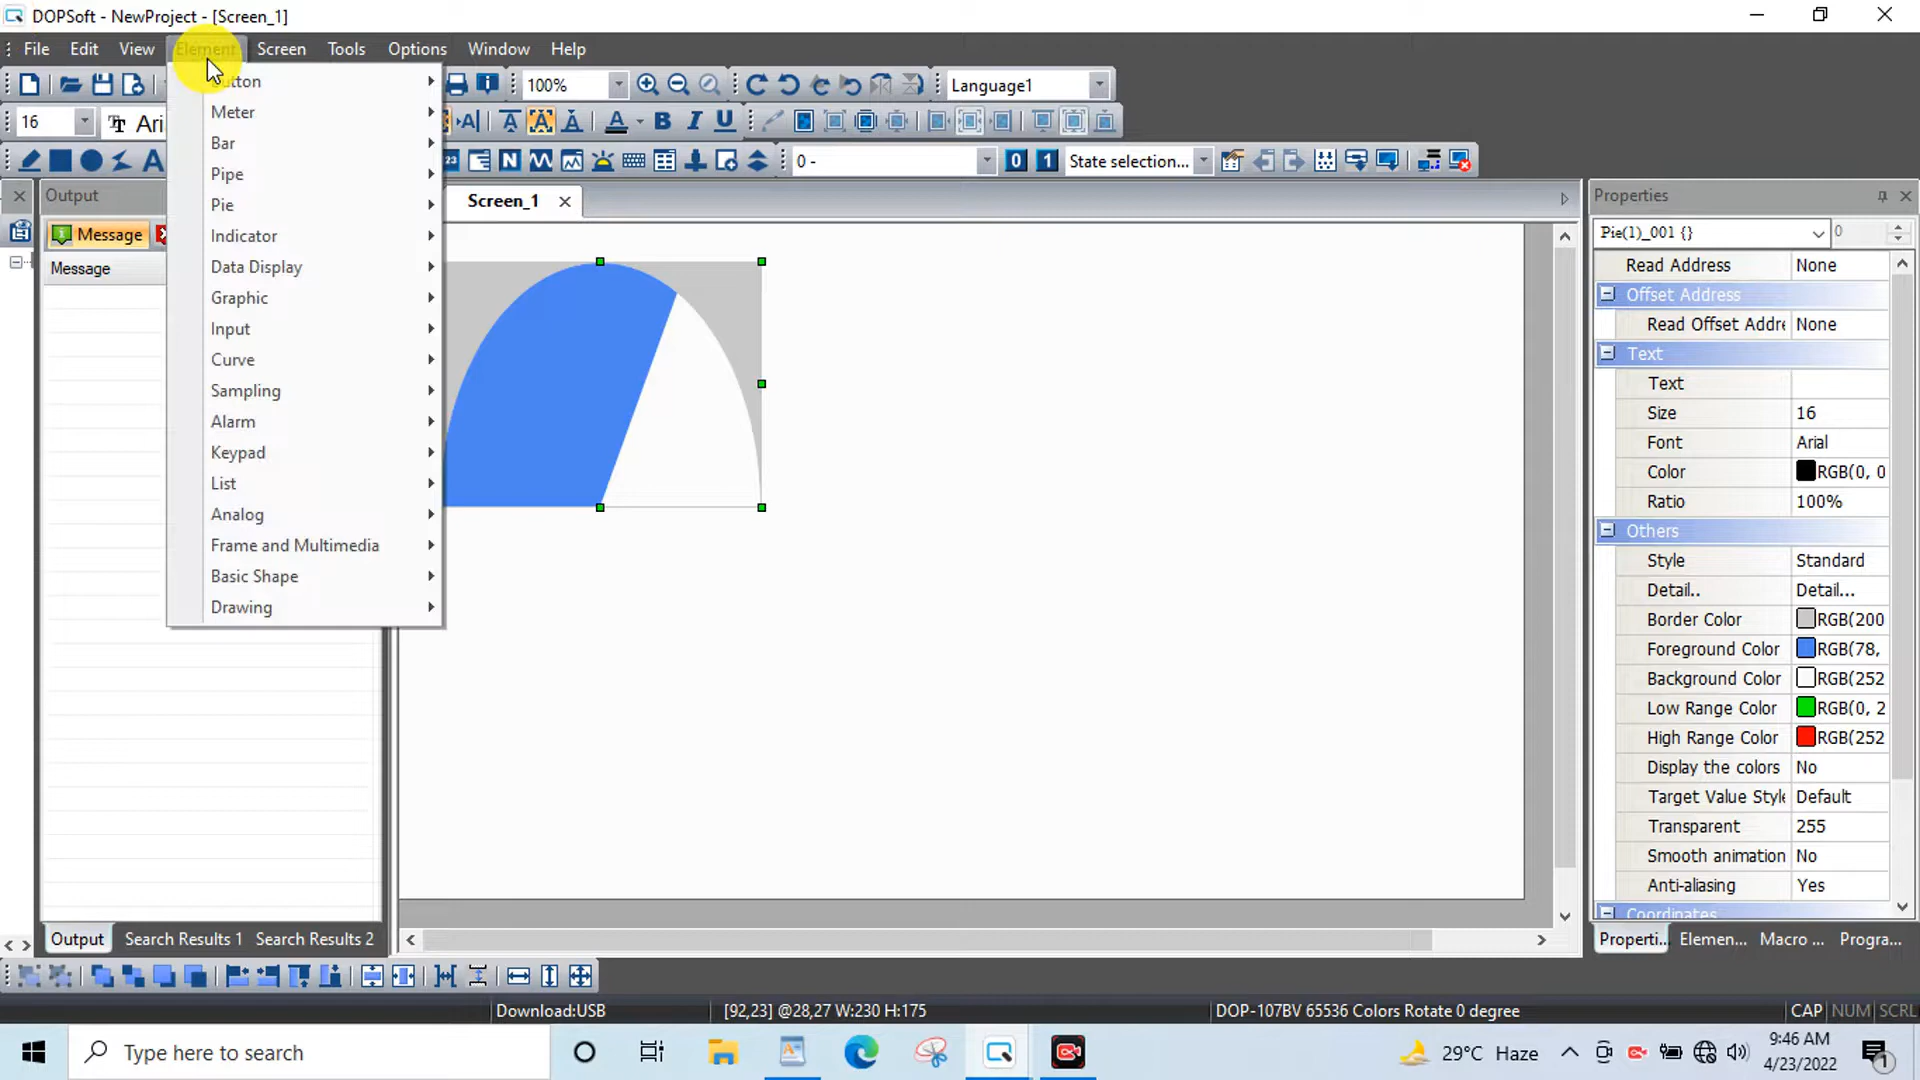 DOPSoft - NewProject - [Screen_1]
File Edit View Element Screen Tools Options Window Help
100% Language1
16 Ari
0 - 0 1 State selection...
Output
Screen_1
Properties
Message
Message
Button
Meter
Bar
Pipe
Pie
Indicator
Data Display
Graphic
Input
Curve
Sampling
Alarm
Keypad
List
Analog
Frame and Multimedia
Basic Shape
Drawing
Pie(1)_001 {} 0
Read Address None
Offset Address
Read Offset Addre None
Text
Text
Size 16
Font Arial
Color RGB(0, 0
Ratio 100%
Others
Style Standard
Detail.. Detail...
Border Color RGB(200
Foreground Color RGB(78,
Background Color RGB(252
Low Range Color RGB(0, 2
High Range Color RGB(252
Display the colors No
Target Value Style Default
Transparent 255
Smooth animation No
Anti-aliasing Yes
Coordinates
Output Search Results 1 Search Results 2
Properti... Elemen... Macro ... Progra...
Download:USB [92,23] @28,27 W:230 H:175 DOP-107BV 65536 Colors Rotate 0 degree CAP NUM SCRL
Type here to search
29°C Haze
9:46 AM
4/23/2022
1